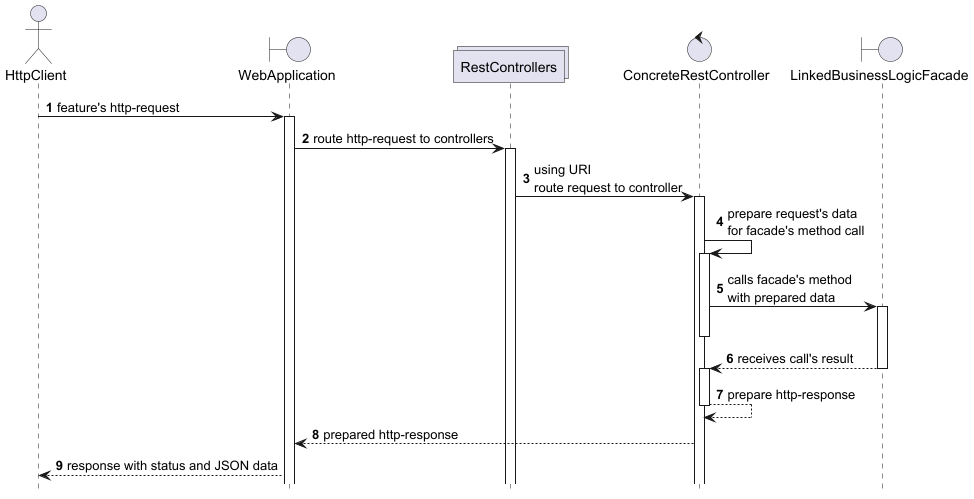 HttpClient
WebApplication
RestControllers
ConcreteRestController
LinkedBusinessLogicFacade
1 feature's http-request
2 route http-request to controllers
3 using URI
route request to controller
4 prepare request's data
for facade's method call
5 calls facade's method
with prepared data
6 receives call's result
7 prepare http-response
8 prepared http-response
9 response with status and JSON data